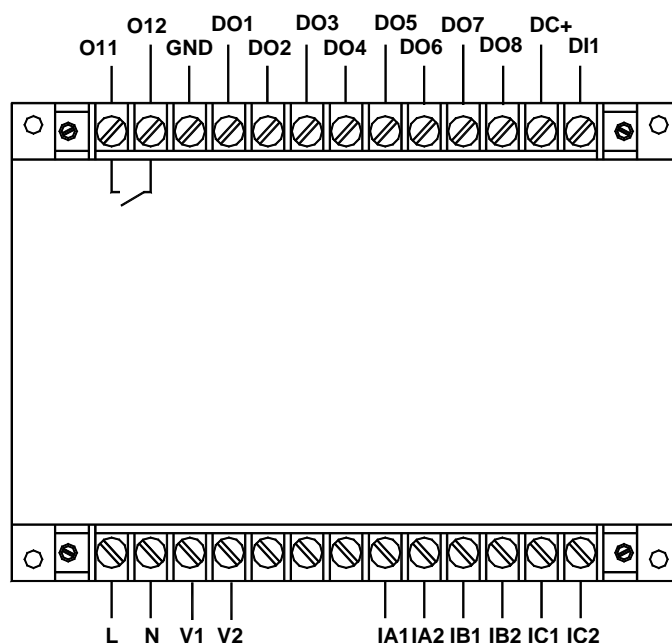 O12 DO1 DO3 DO5 DO7 DC+
O11 GND DO2 DO4 DO6 DO8 DI1
L N V1 V2 IA1 IA2 IB1 IB2 IC1 IC2